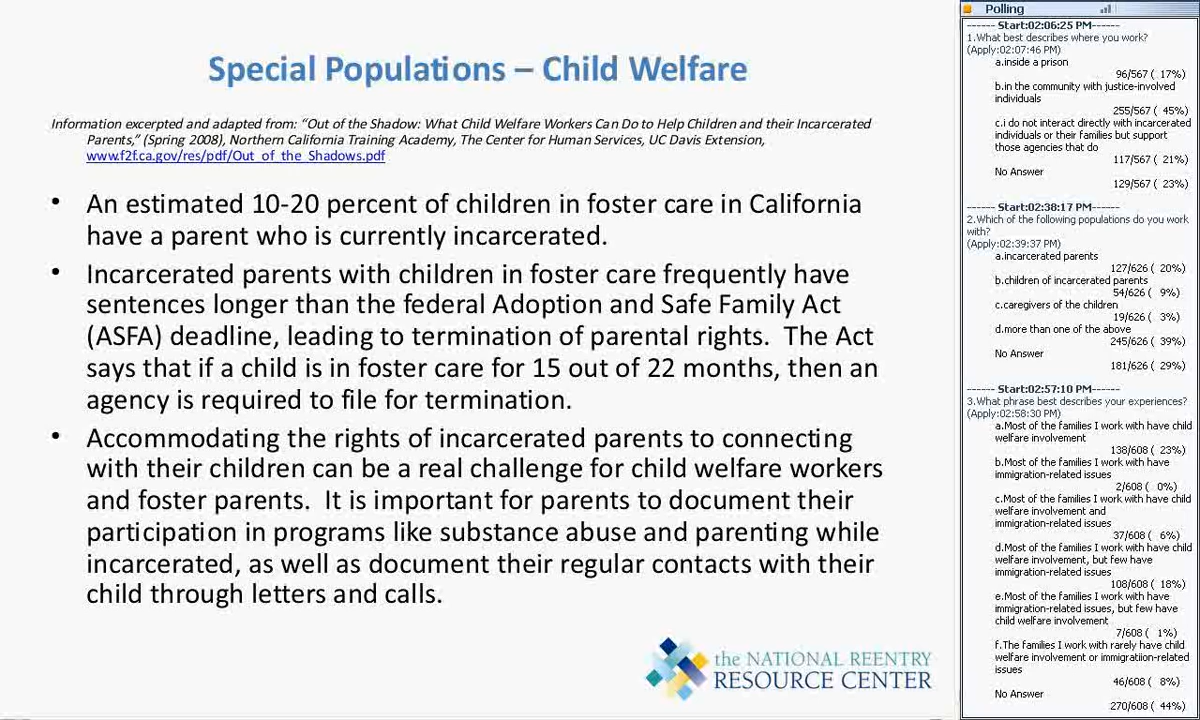 Special Populations – Child Welfare
Information excerpted and adapted from: “Out of the Shadow: What Child Welfare Workers Can Do to Help Children and their Incarcerated
Parents,” (Spring 2008), Northern California Training Academy, The Center for Human Services, UC Davis Extension,
www.f2f.ca.gov/res/pdf/Out_of_the_Shadows.pdf
• An estimated 10-20 percent of children in foster care in California
have a parent who is currently incarcerated.
• Incarcerated parents with children in foster care frequently have
sentences longer than the federal Adoption and Safe Family Act
(ASFA) deadline, leading to termination of parental rights. The Act
says that if a child is in foster care for 15 out of 22 months, then an
agency is required to file for termination.
• Accommodating the rights of incarcerated parents to connecting
with their children can be a real challenge for child welfare workers
and foster parents. It is important for parents to document their
participation in programs like substance abuse and parenting while
incarcerated, as well as document their regular contacts with their
child through letters and calls.
the NATIONAL REENTRY
RESOURCE CENTER
Polling
------ Start:02:06:25 PM------
1.What best describes where you work?
(Apply:02:07:46 PM)
a.inside a prison
96/567 ( 17%)
b.in the community with justice-involved
individuals
255/567 ( 45%)
c.i do not interact directly with incarcerated
individuals or their families but support
those agencies that do
117/567 ( 21%)
No Answer
129/567 ( 23%)
------ Start:02:38:17 PM------
2.Which of the following populations do you work
with?
(Apply:02:39:37 PM)
a.incarcerated parents
127/626 ( 20%)
b.children of incarcerated parents
54/626 ( 9%)
c.caregivers of the children
19/626 ( 3%)
d.more than one of the above
245/626 ( 39%)
No Answer
181/626 ( 29%)
------ Start:02:57:10 PM------
3.What phrase best describes your experiences?
(Apply:02:58:30 PM)
a.Most of the families I work with have child
welfare involvement
138/608 ( 23%)
b.Most of the families I work with have
immigration-related issues
2/608 ( 0%)
c.Most of the families I work with have child
welfare involvement and
immigration-related issues
37/608 ( 6%)
d.Most of the families I work with have child
welfare involvement, but few have
immigration-related issues
108/608 ( 18%)
e.Most of the families I work with have
immigration-related issues, but few have
child welfare involvement
7/608 ( 1%)
f.The families I work with rarely have child
welfare involvement or immigratiion-related
issues
46/608 ( 8%)
No Answer
270/608 ( 44%)